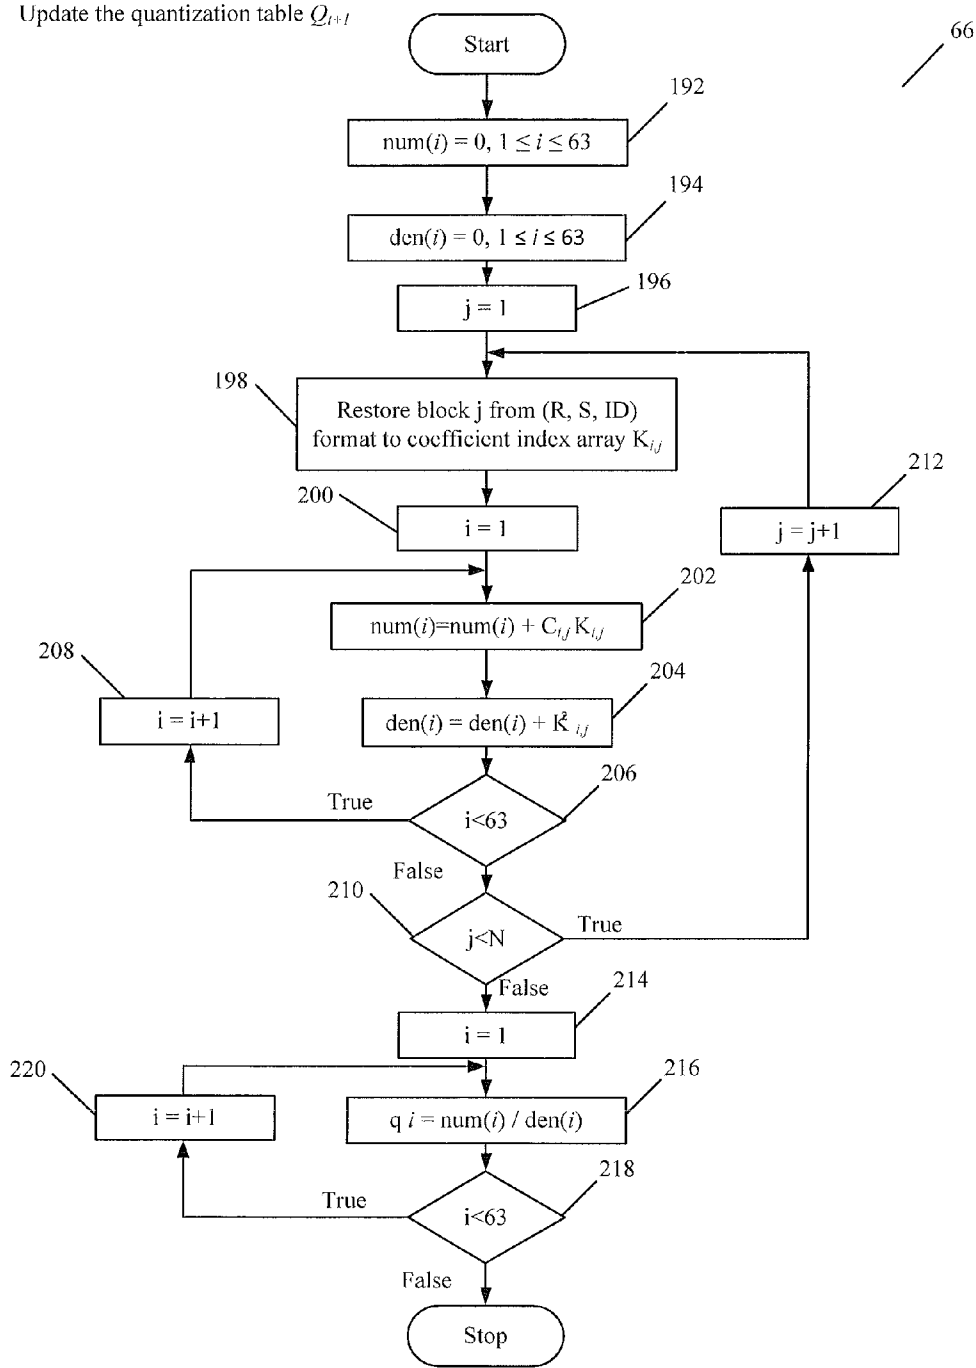 Update the quantization table Q_{t+1}
Start
66
192
num(i) = 0, 1 ≤ i ≤ 63
194
den(i) = 0, 1 ≤ i ≤ 63
196
j = 1
198
Restore block j from (R, S, ID)
format to coefficient index array K_{i,j}
200
i = 1
212
j = j+1
202
num(i)=num(i) + C_{i,j} K_{i,j}
208
i = i+1
204
den(i) = den(i) + K²_{i,j}
206
True
i<63
False
210
j<N
True
False
214
i = 1
220
i = i+1
216
q i = num(i) / den(i)
218
True
i<63
False
Stop